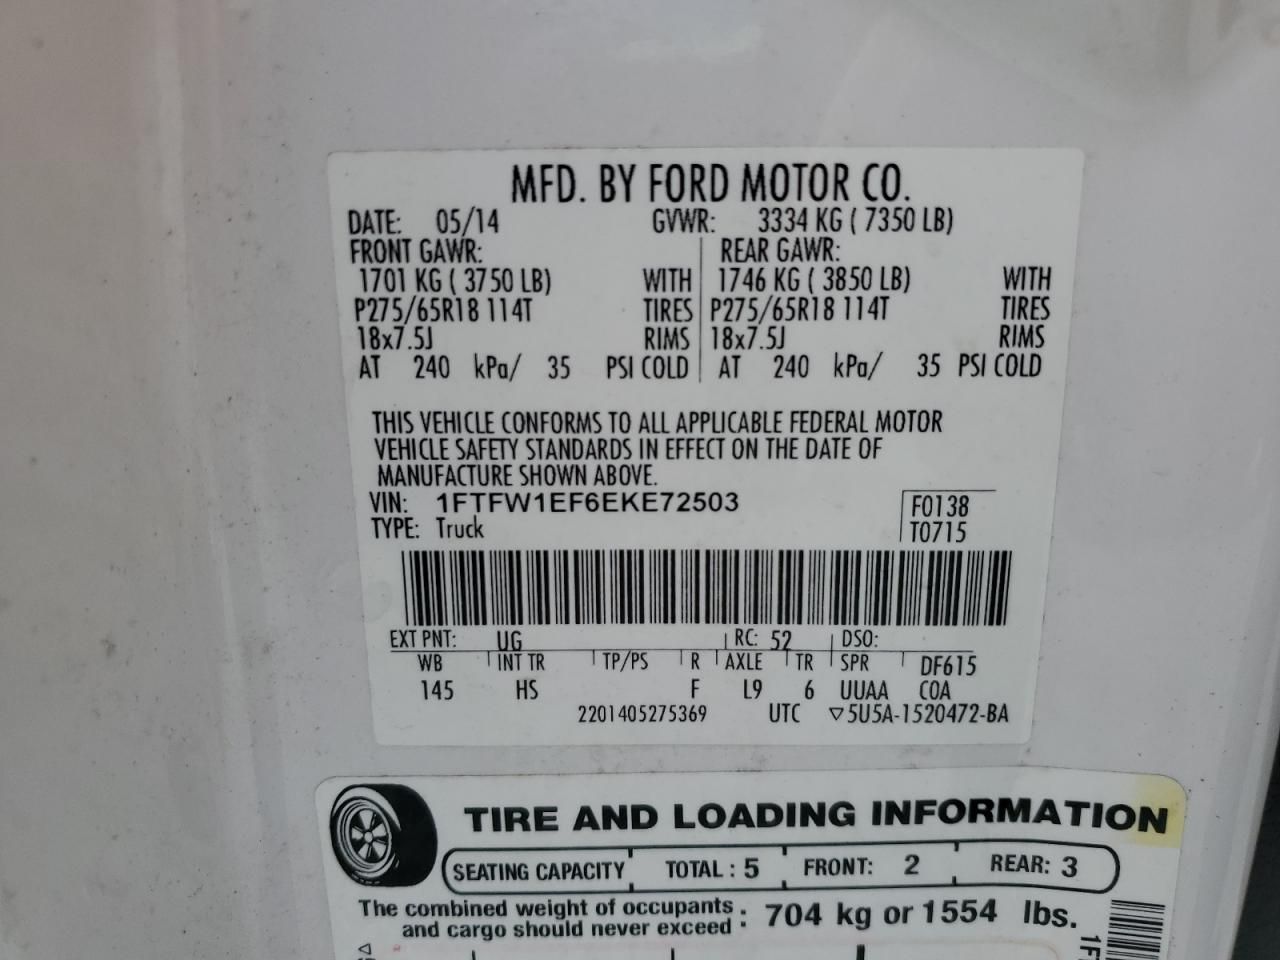 MFD. BY FORD MOTOR CO.
DATE: 05/14 GVWR: 3334 KG ( 7350 LB)
FRONT GAWR: REAR GAWR:
1701 KG ( 3750 LB) WITH 1746 KG ( 3850 LB) WITH
P275/65R18 114T TIRES P275/65R18 114T TIRES
18x7.5J RIMS 18x7.5J RIMS
AT 240 kPa/ 35 PSI COLD AT 240 kPa/ 35 PSI COLD
THIS VEHICLE CONFORMS TO ALL APPLICABLE FEDERAL MOTOR
VEHICLE SAFETY STANDARDS IN EFFECT ON THE DATE OF
MANUFACTURE SHOWN ABOVE.
VIN: 1FTFW1EF6EKE72503 F0138
TYPE: Truck T0715
EXT PNT: UG RC: 52 DSO:
WB INT TR TP/PS R AXLE TR SPR DF615
145 HS F L9 6 UUAA COA
2201405275369 UTC ▽5U5A-1520472-BA
TIRE AND LOADING INFORMATION
SEATING CAPACITY TOTAL : 5 FRONT: 2 REAR: 3
The combined weight of occupants
and cargo should never exceed : 704 kg or 1554 lbs.